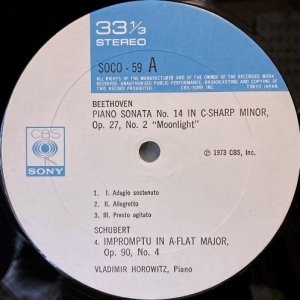 33 1/3
STEREO
SOCO - 59 A
ALL RIGHTS OF THE MANUFACTURER AND OF THE OWNER OF THE RECORDED
WORK RESERVED UNAUTHORIZED PUBLIC PERFORMANCE, BROADCASTING AND COPYING OF
THIS RECORD PROHIBITED CBS/SONY INC. TOKYO JAPAN
BEETHOVEN
PIANO SONATA No. 14 IN C-SHARP MINOR,
Op. 27, No. 2 "Moonlight"
CBS
SONY
℗ 1973 CBS, Inc.
1. I. Adagio sostenuto
2. II. Allegretto
3. III. Presto agitato
SCHUBERT
4. IMPROMPTU IN A-FLAT MAJOR,
Op. 90, No. 4
VLADIMIR HOROWITZ, Piano